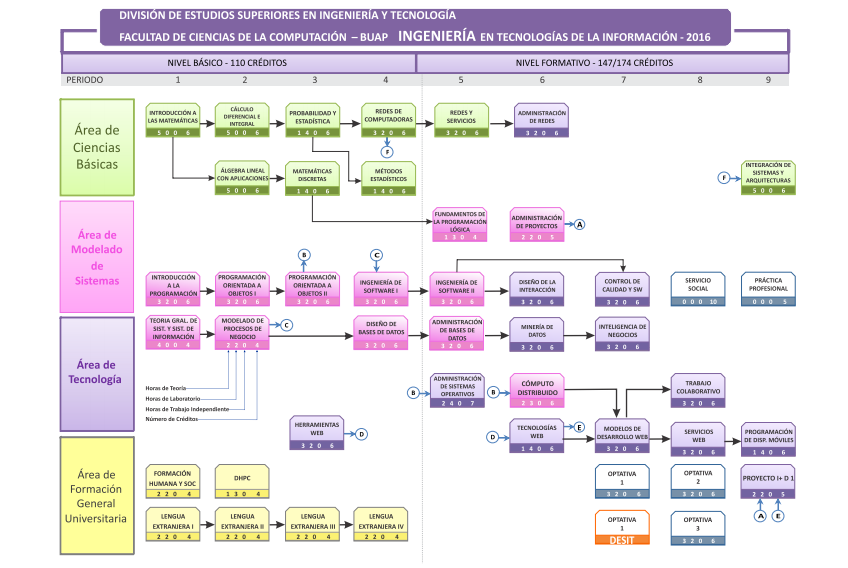 DIVISIÓN DE ESTUDIOS SUPERIORES EN INGENIERÍA Y TECNOLOGÍA
FACULTAD DE CIENCIAS DE LA COMPUTACIÓN – BUAP INGENIERÍA EN TECNOLOGÍAS DE LA INFORMACIÓN - 2016
NIVEL BÁSICO - 110 CRÉDITOS
NIVEL FORMATIVO - 147/174 CRÉDITOS
PERIODO 1 2 3 4 5 6 7 8 9
Área de
Ciencias
Básicas
INTRODUCCIÓN A
LAS MATEMÁTICAS
5 0 0 6
CÁLCULO
DIFERENCIAL E
INTEGRAL
5 0 0 6
PROBABILIDAD Y
ESTADÍSTICA
1 4 0 6
REDES DE
COMPUTADORAS
3 2 0 6
F
REDES Y
SERVICIOS
3 2 0 6
ADMINISTRACIÓN
DE REDES
3 2 0 6
ÁLGEBRA LINEAL
CON APLICACIONES
5 0 0 6
MATEMÁTICAS
DISCRETAS
1 4 0 6
MÉTODOS
ESTADÍSTICOS
1 4 0 6
F
INTEGRACIÓN DE
SISTEMAS Y
ARQUITECTURAS
5 0 0 6
Área de
Modelado
de
Sistemas
FUNDAMENTOS DE
LA PROGRAMACIÓN
LÓGICA
1 3 0 4
ADMINISTRACIÓN
DE PROYECTOS
2 2 0 5
A
B
C
INTRODUCCIÓN
A LA
PROGRAMACIÓN
3 2 0 6
PROGRAMACIÓN
ORIENTADA A
OBJETOS I
3 2 0 6
PROGRAMACIÓN
ORIENTADA A
OBJETOS II
3 2 0 6
INGENIERÍA DE
SOFTWARE I
3 2 0 6
INGENIERÍA DE
SOFTWARE II
3 2 0 6
DISEÑO DE LA
INTERACCIÓN
3 2 0 6
CONTROL DE
CALIDAD Y SW
3 2 0 6
SERVICIO
SOCIAL
0 0 0 10
PRÁCTICA
PROFESIONAL
0 0 0 5
Área de
Tecnología
TEORIA GRAL. DE
SIST. Y SIST. DE
INFORMACIÓN
4 0 0 4
MODELADO DE
PROCESOS DE
NEGOCIO
2 2 0 4
C
DISEÑO DE
BASES DE DATOS
3 2 0 6
ADMINISTRACIÓN
DE BASES DE
DATOS
3 2 0 6
MINERÍA DE
DATOS
3 2 0 6
INTELIGENCIA DE
NEGOCIOS
3 2 0 6
Horas de Teoría
Horas de Laboratorio
Horas de Trabajo Independiente
Número de Créditos
B
ADMINISTRACIÓN
DE SISTEMAS
OPERATIVOS
2 4 0 7
B
CÓMPUTO
DISTRIBUIDO
2 3 0 6
TRABAJO
COLABORATIVO
3 2 0 6
HERRAMIENTAS
WEB
3 2 0 6
D
D
TECNOLOGÍAS
WEB
1 4 0 6
E
MODELOS DE
DESARROLLO WEB
3 2 0 6
SERVICIOS
WEB
3 2 0 6
PROGRAMACIÓN
DE DISP. MÓVILES
1 4 0 6
Área de
Formación
General
Universitaria
FORMACIÓN
HUMANA Y SOC
2 2 0 4
DHPC
1 3 0 4
OPTATIVA
1
3 2 0 6
OPTATIVA
2
3 2 0 6
PROYECTO I+ D 1
2 2 0 5
A E
LENGUA
EXTRANJERA I
2 2 0 4
LENGUA
EXTRANJERA II
2 2 0 4
LENGUA
EXTRANJERA III
2 2 0 4
LENGUA
EXTRANJERA IV
2 2 0 4
OPTATIVA
1
DESIT
OPTATIVA
3
3 2 0 6